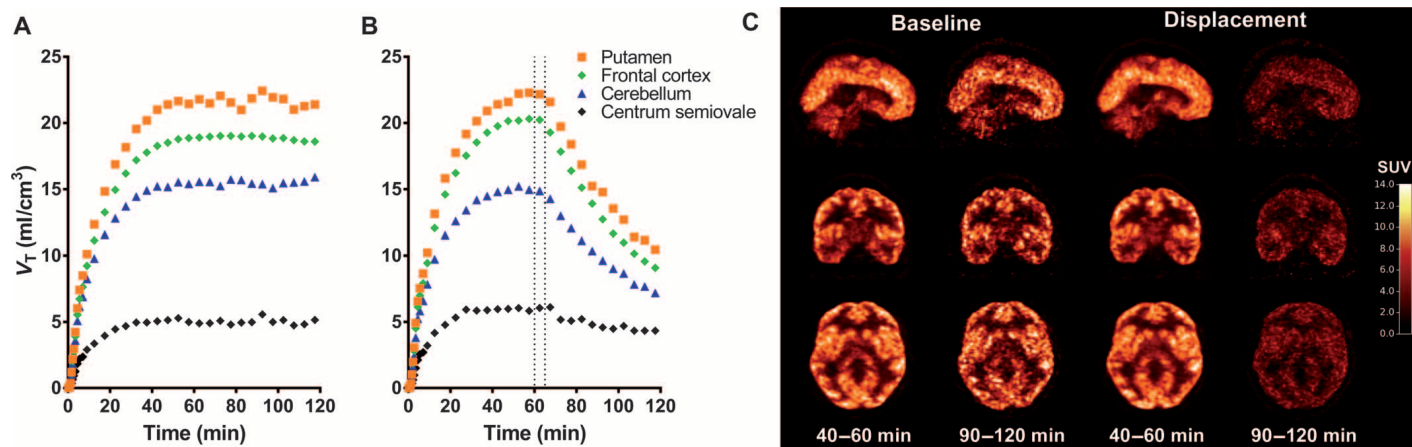 A
B
C
V_T (ml/cm³)
25
20
15
10
5
0
0 20 40 60 80 100 120
Time (min)
25
20
15
10
5
0
0 20 40 60 80 100 120
Time (min)
Putamen
Frontal cortex
Cerebellum
Centrum semiovale
Baseline
Displacement
SUV
14.0
12.0
10.0
8.0
6.0
4.0
2.0
0.0
40–60 min
90–120 min
40–60 min
90–120 min